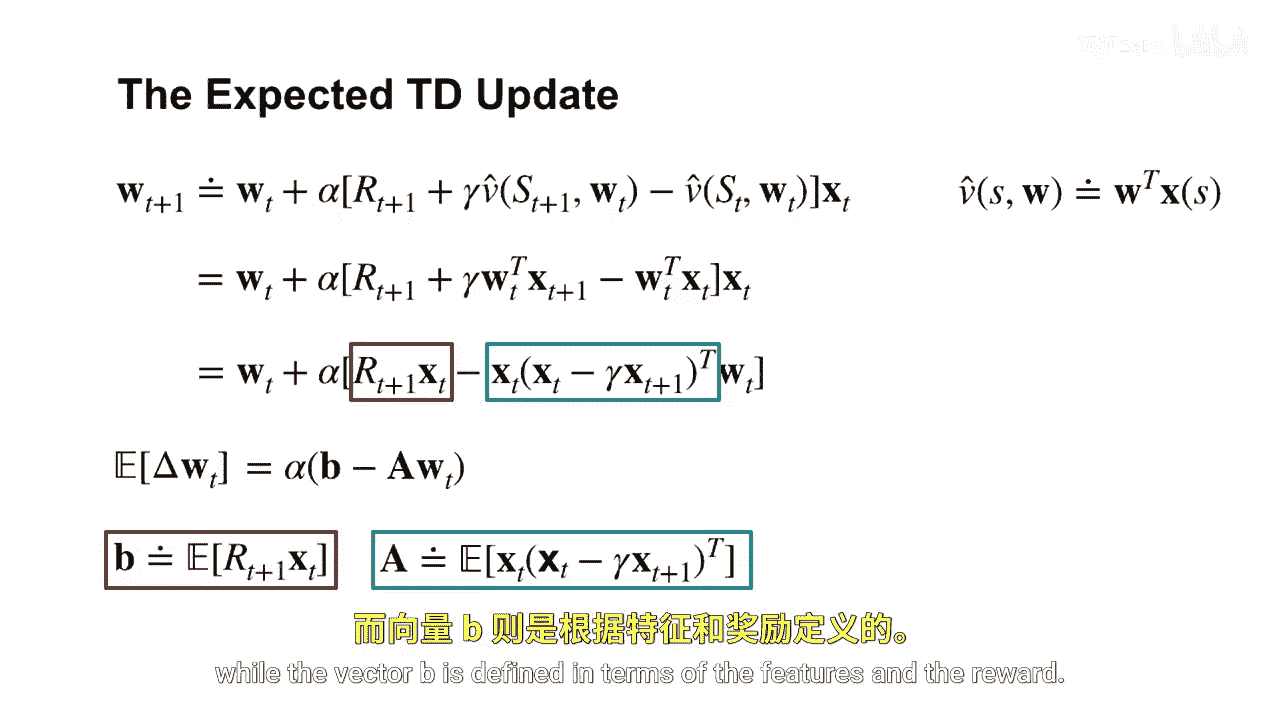 The Expected TD Update
w_{t+1} ≐ w_t + α[R_{t+1} + γv̂(S_{t+1}, w_t) − v̂(S_t, w_t)]x_t
v̂(s, w) ≐ w^T x(s)
= w_t + α[R_{t+1} + γw_t^T x_{t+1} − w_t^T x_t]x_t
= w_t + α[R_{t+1}x_t − x_t(x_t − γx_{t+1})^T w_t]
𝔼[Δw_t] = α(b − Aw_t)
b ≐ 𝔼[R_{t+1}x_t]
A ≐ 𝔼[x_t(x_t − γx_{t+1})^T]
而向量 b 则是根据特征和奖励定义的。
while the vector b is defined in terms of the features and the reward.